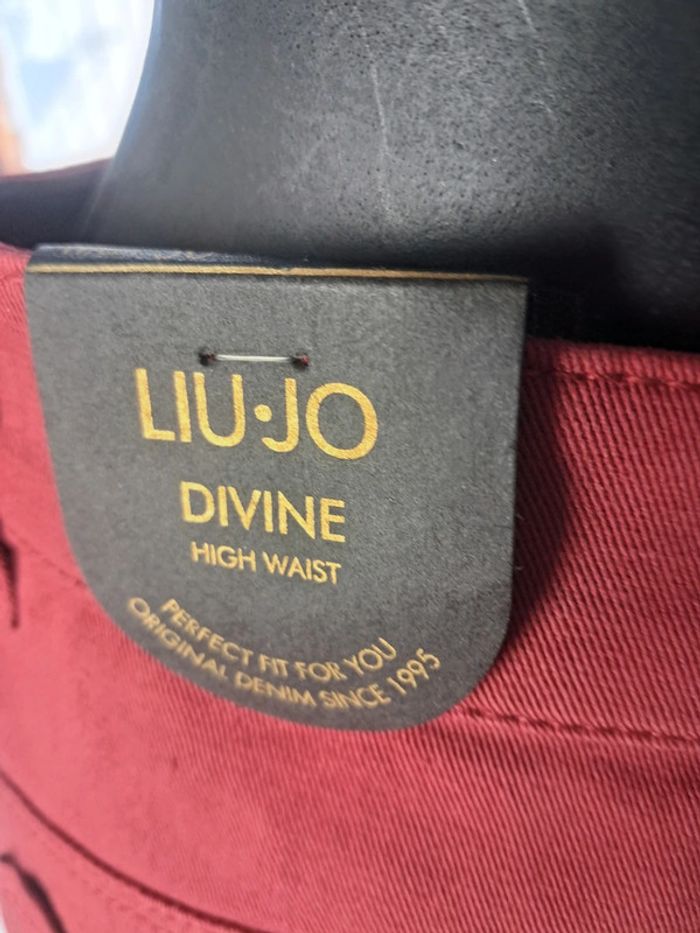 LIU·JO
DIVINE
HIGH WAIST
PERFECT FIT FOR YOU
ORIGINAL DENIM SINCE 1995